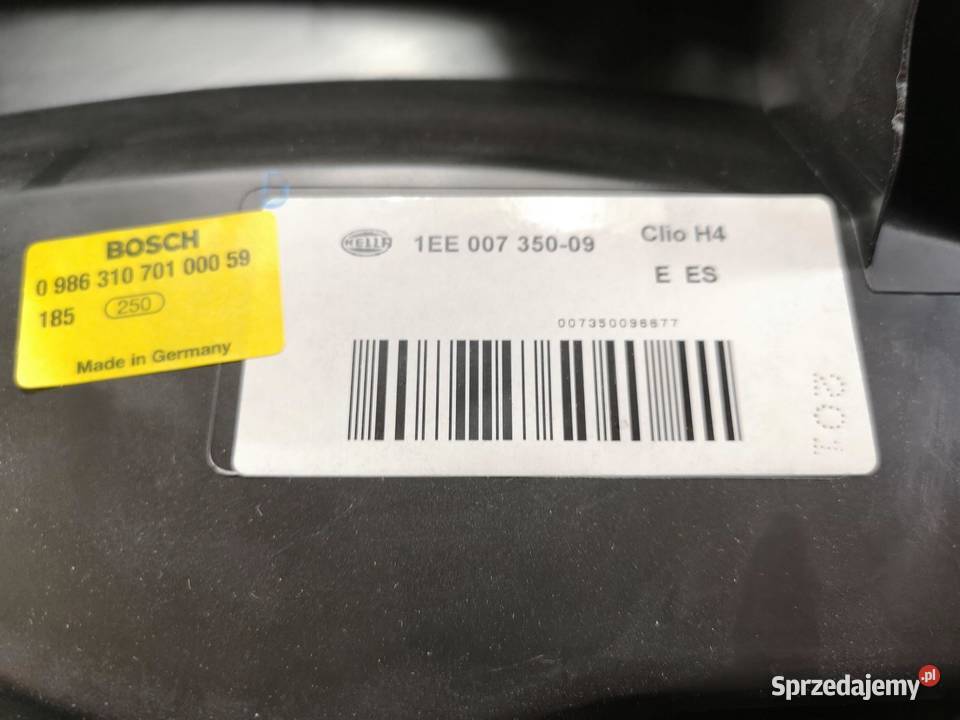 BOSCH
0 986 310 701 000 59
185 250
Made in Germany
HELLA 1EE 007 350-09 Clio H4
E ES
007350096677
Sprzedajemy.pl